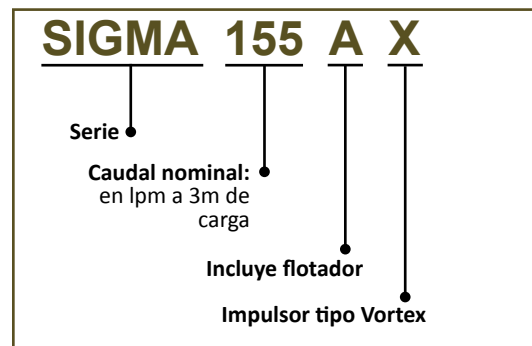 SIGMA 155 A X
Serie
Caudal nominal:
en lpm a 3m de
carga
Incluye flotador
Impulsor tipo Vortex